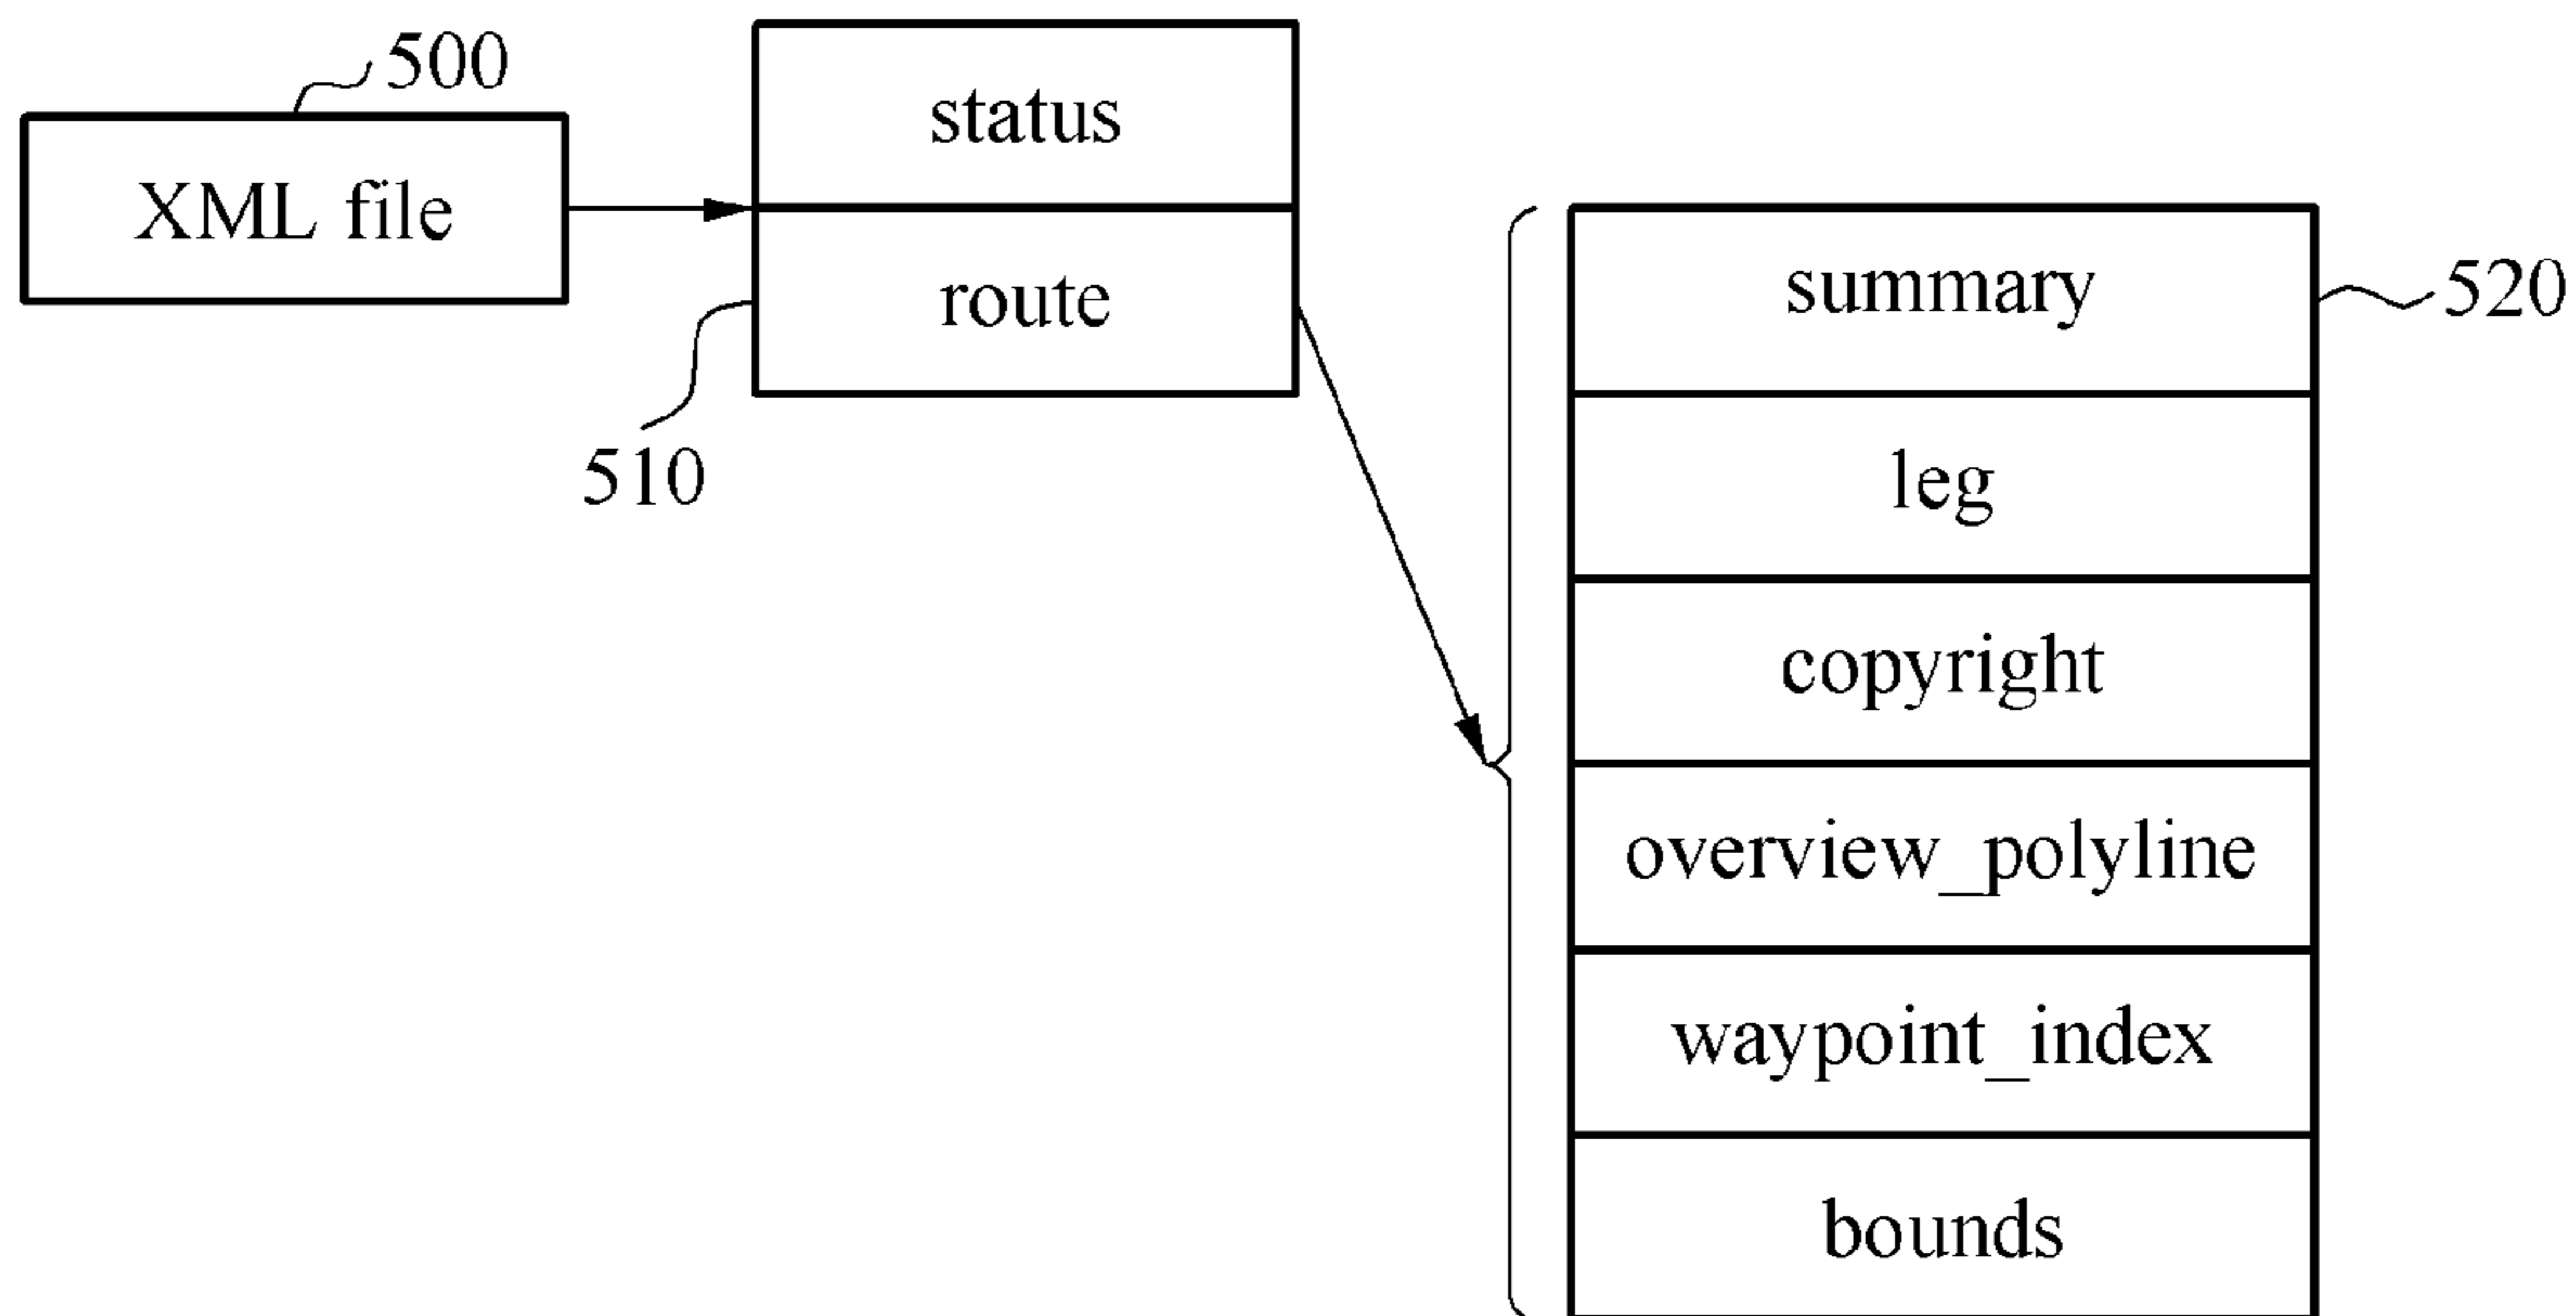 500
XML file
status
route
510
summary
520
leg
copyright
overview_polyline
waypoint_index
bounds